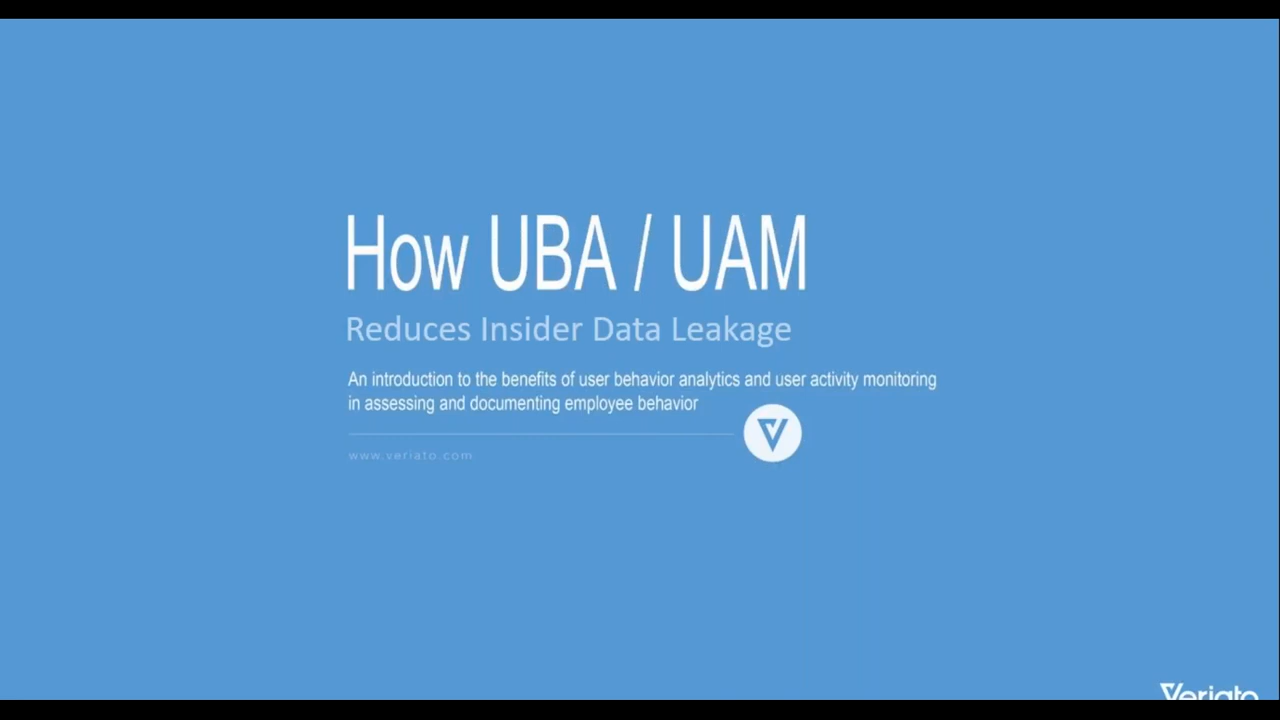 How UBA / UAM
Reduces Insider Data Leakage
An introduction to the benefits of user behavior analytics and user activity monitoring
in assessing and documenting employee behavior
www.veriato.com
Veriato